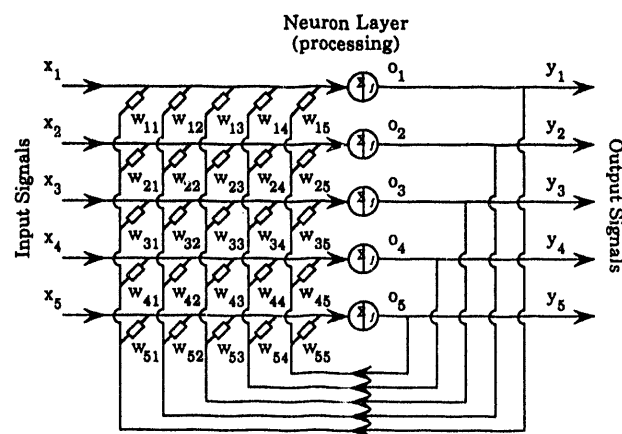 Neuron Layer
(processing)
x1 o1 y1
w11 w12 w13 w14 w15
x2 o2 y2
w21 w22 w23 w24 w25
x3 o3 y3
w31 w32 w33 w34 w35
x4 o4 y4
w41 w42 w43 w44 w45
x5 o5 y5
w51 w52 w53 w54 w55
Input Signals
Output Signals
Σ f
Σ f
Σ f
Σ f
Σ f